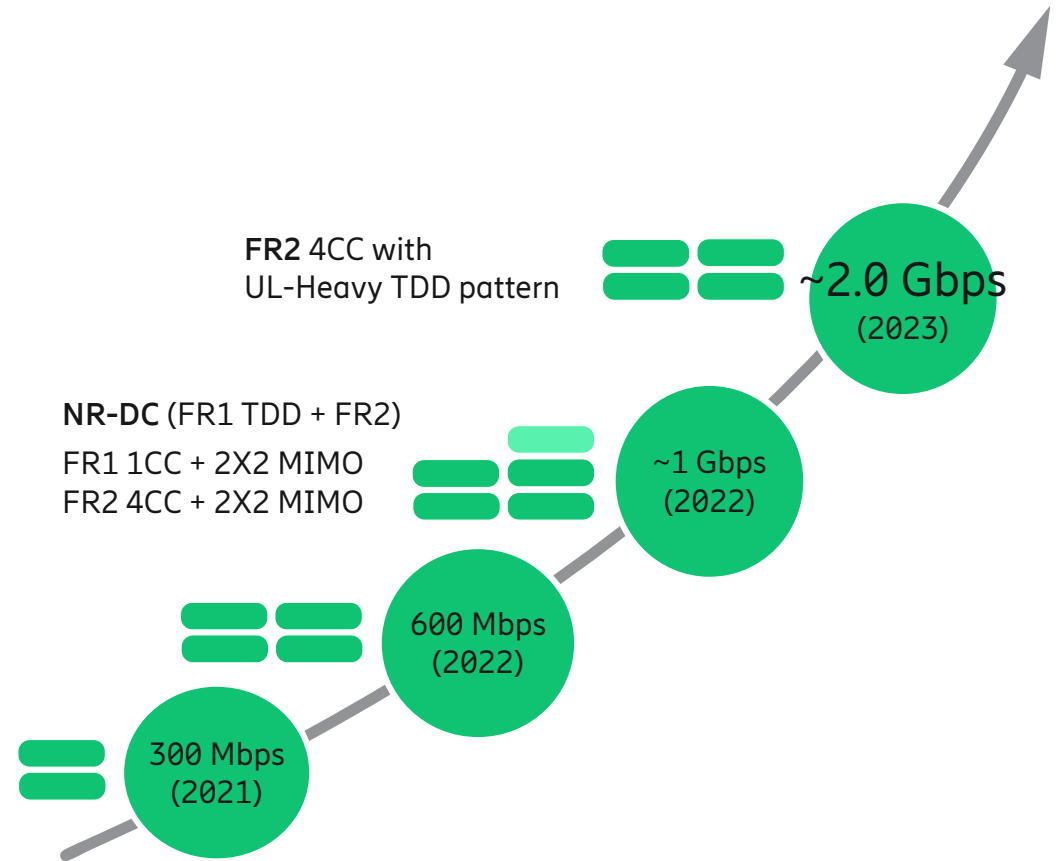 FR2 4CC with
UL-Heavy TDD pattern
~2.0 Gbps
(2023)
NR-DC (FR1 TDD + FR2)
FR1 1CC + 2X2 MIMO
FR2 4CC + 2X2 MIMO
~1 Gbps
(2022)
600 Mbps
(2022)
300 Mbps
(2021)